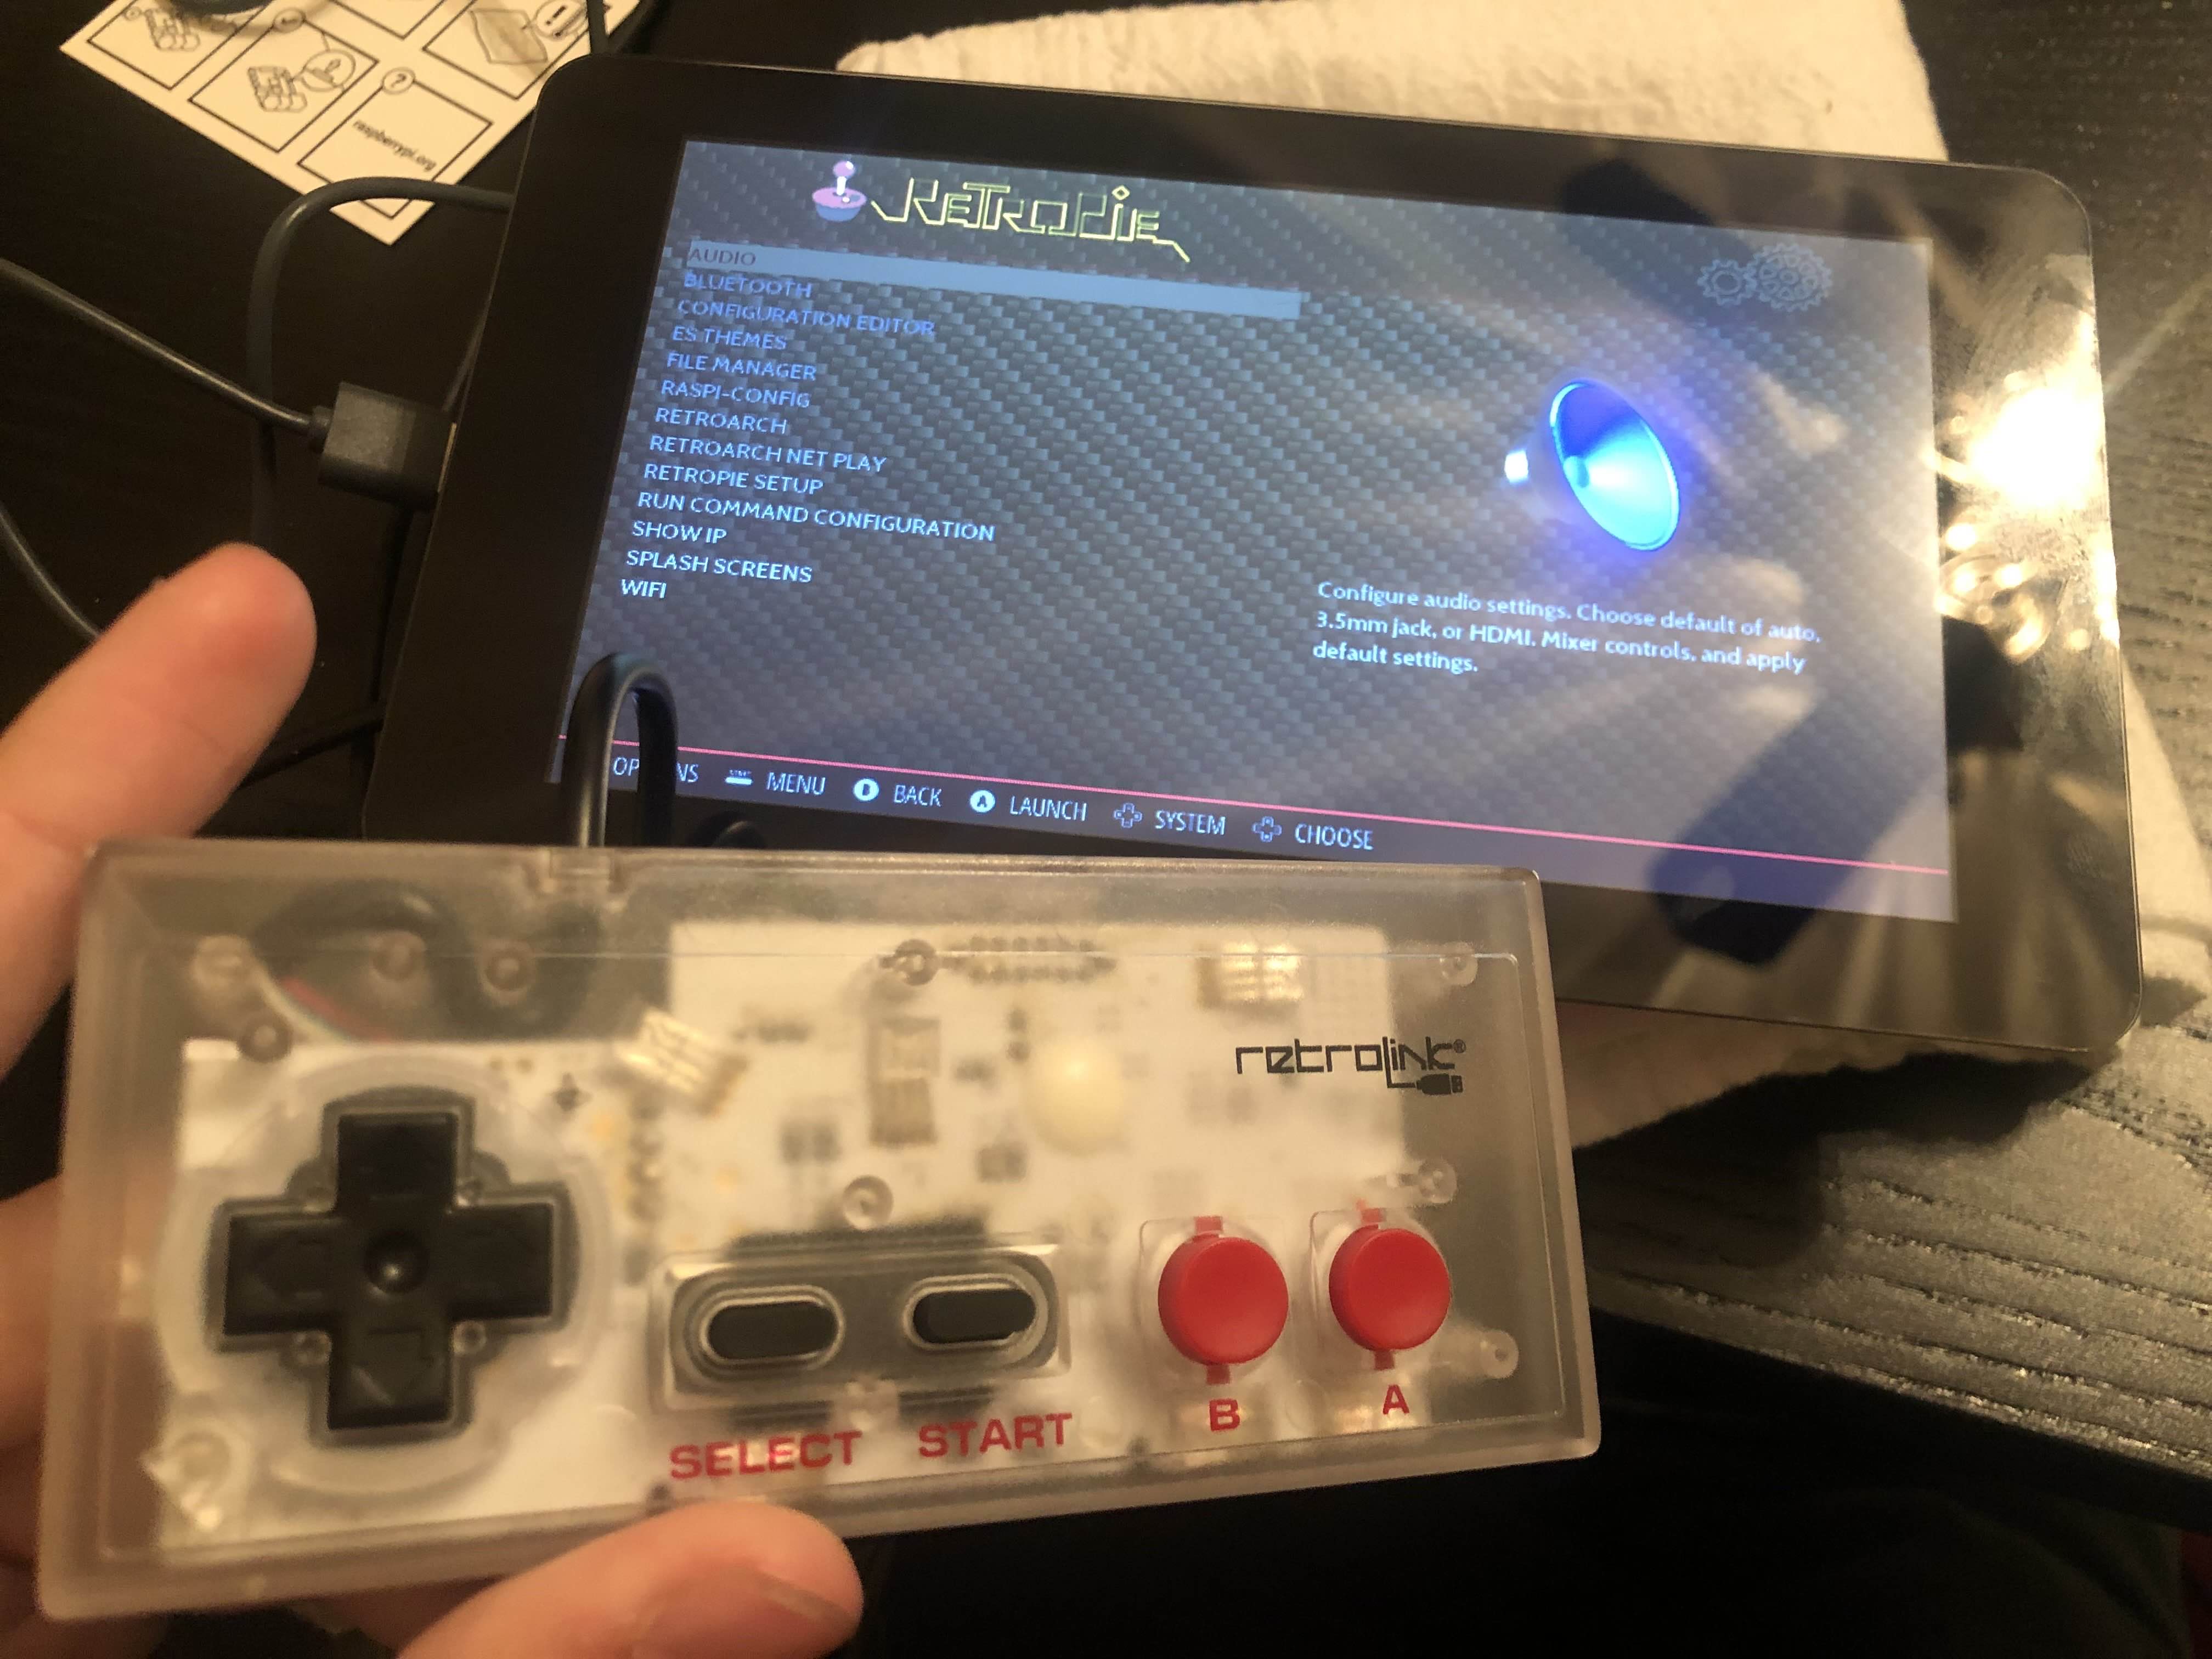 raspberrypi.org
RETROPIE
AUDIO
BLUETOOTH
CONFIGURATION EDITOR
ES THEMES
FILE MANAGER
RASPI-CONFIG
RETROARCH
RETROARCH NET PLAY
RETROPIE SETUP
RUN COMMAND CONFIGURATION
SHOW IP
SPLASH SCREENS
WIFI
Configure audio settings. Choose default of auto,
3.5mm jack, or HDMI. Mixer controls, and apply
default settings.
MENU B BACK A LAUNCH SYSTEM CHOOSE
retrolink®
SELECT START B A